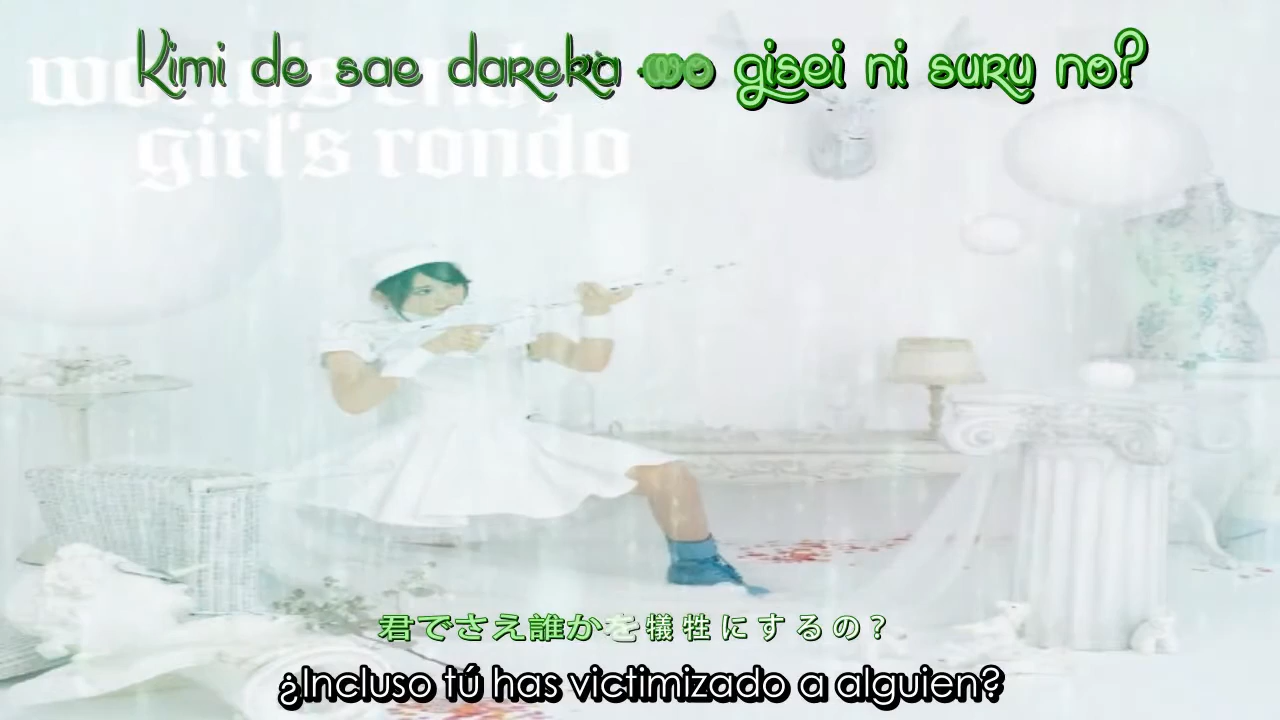 Kimi de sae dareka wo gisei ni suru no?
world's end
girl's rondo
君でさえ誰かを犠牲にするの？
¿Incluso tú has victimizado a alguien?